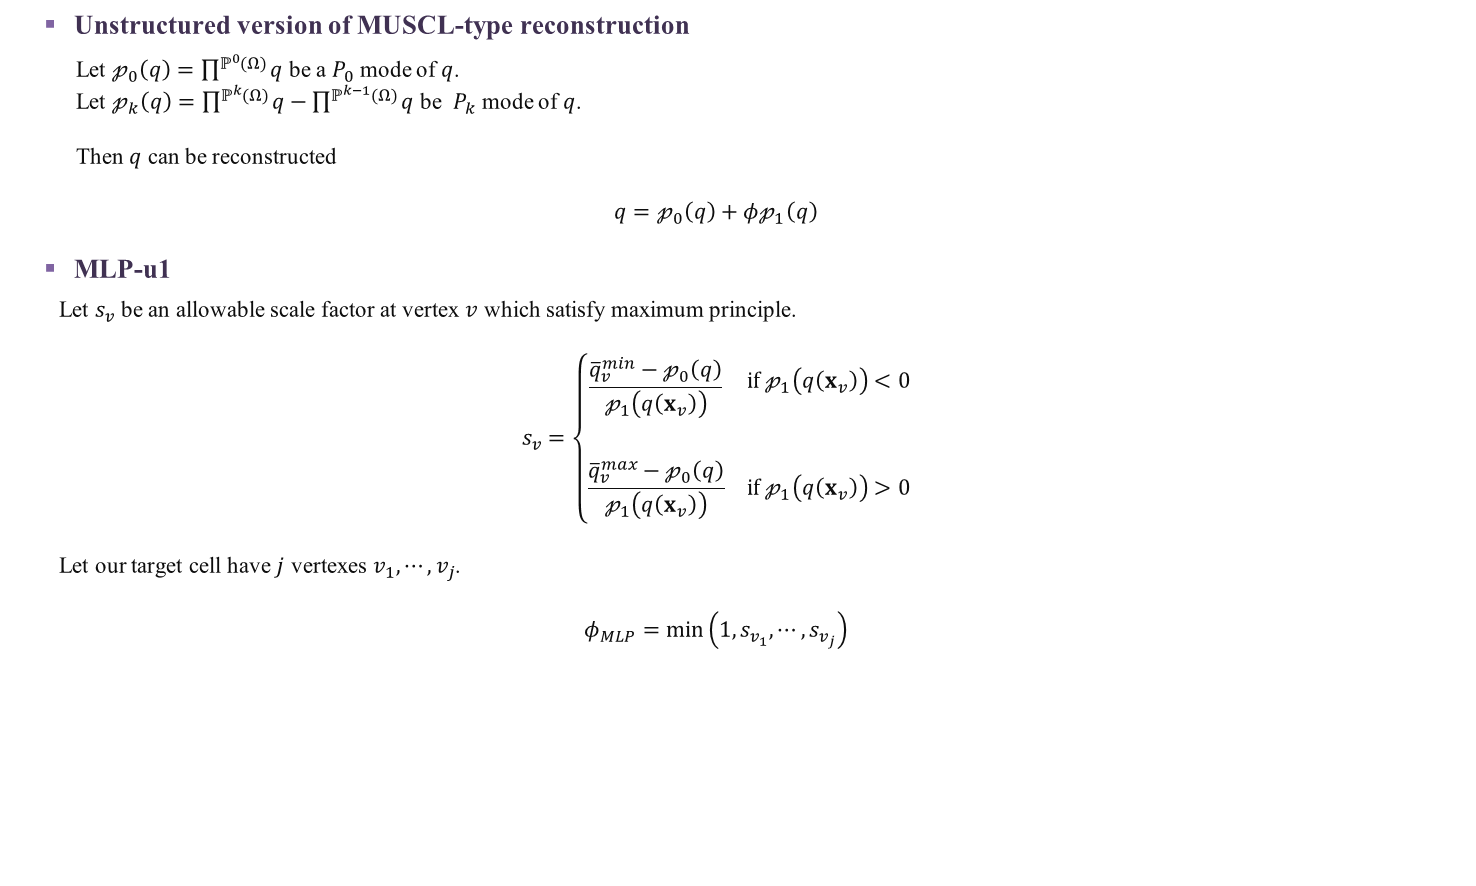 ▪ Unstructured version of MUSCL-type reconstruction
Let 𝓅₀(q) = ∏^{ℙ⁰(Ω)} q be a P₀ mode of q.
Let 𝓅ₖ(q) = ∏^{ℙᵏ(Ω)} q − ∏^{ℙᵏ⁻¹(Ω)} q be Pₖ mode of q.
Then q can be reconstructed
q = 𝓅₀(q) + ϕ𝓅₁(q)
▪ MLP-u1
Let s_v be an allowable scale factor at vertex v which satisfy maximum principle.
s_v = { (q̄_v^{min} − 𝓅₀(q)) / 𝓅₁(q(𝐱_v)) if 𝓅₁(q(𝐱_v)) < 0
(q̄_v^{max} − 𝓅₀(q)) / 𝓅₁(q(𝐱_v)) if 𝓅₁(q(𝐱_v)) > 0
Let our target cell have j vertexes v₁, ⋯ , v_j.
ϕ_{MLP} = min(1, s_{v₁}, ⋯ , s_{v_j})